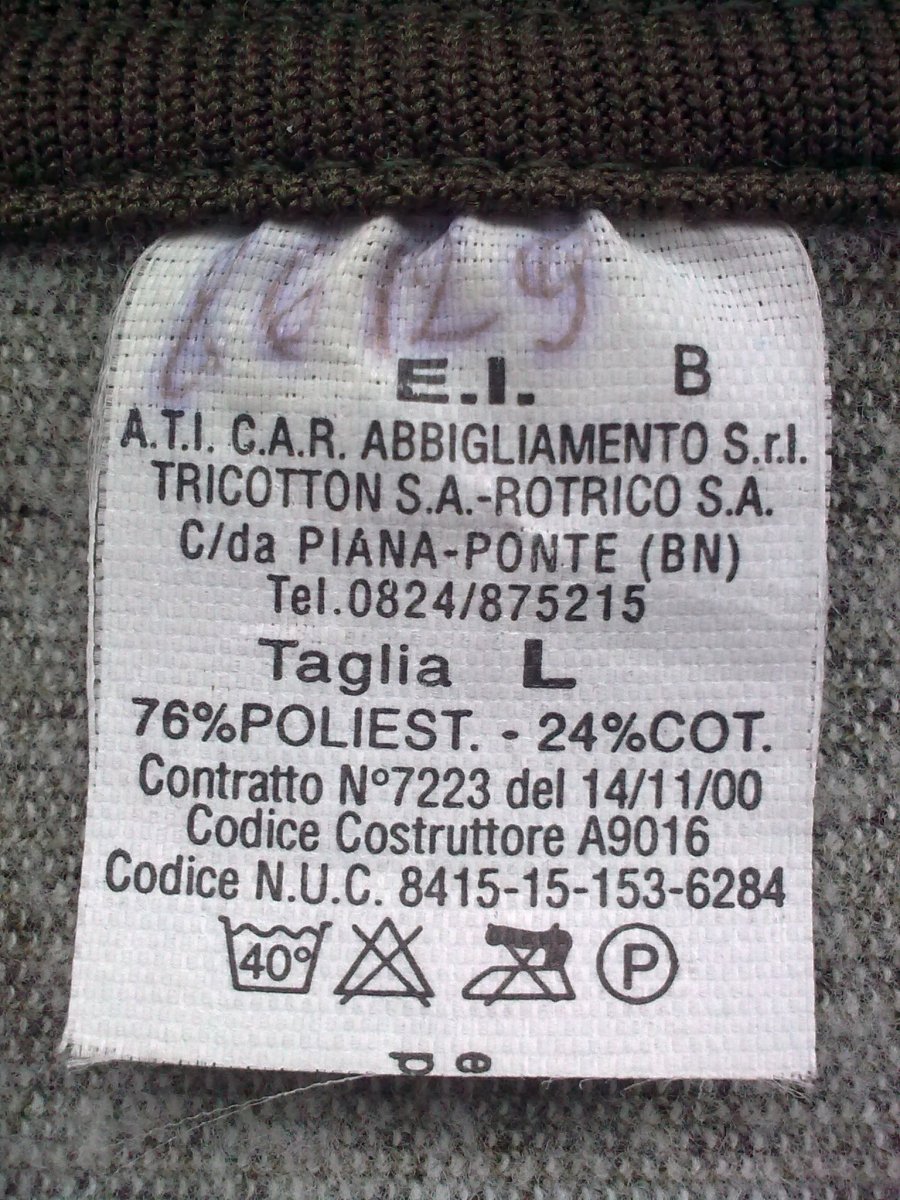 E.I. B
A.T.I. C.A.R. ABBIGLIAMENTO S.r.l.
TRICOTTON S.A.-ROTRICO S.A.
C/da PIANA-PONTE (BN)
Tel.0824/875215
Taglia L
76%POLIEST. - 24%COT.
Contratto N°7223 del 14/11/00
Codice Costruttore A9016
Codice N.U.C. 8415-15-153-6284
40° P